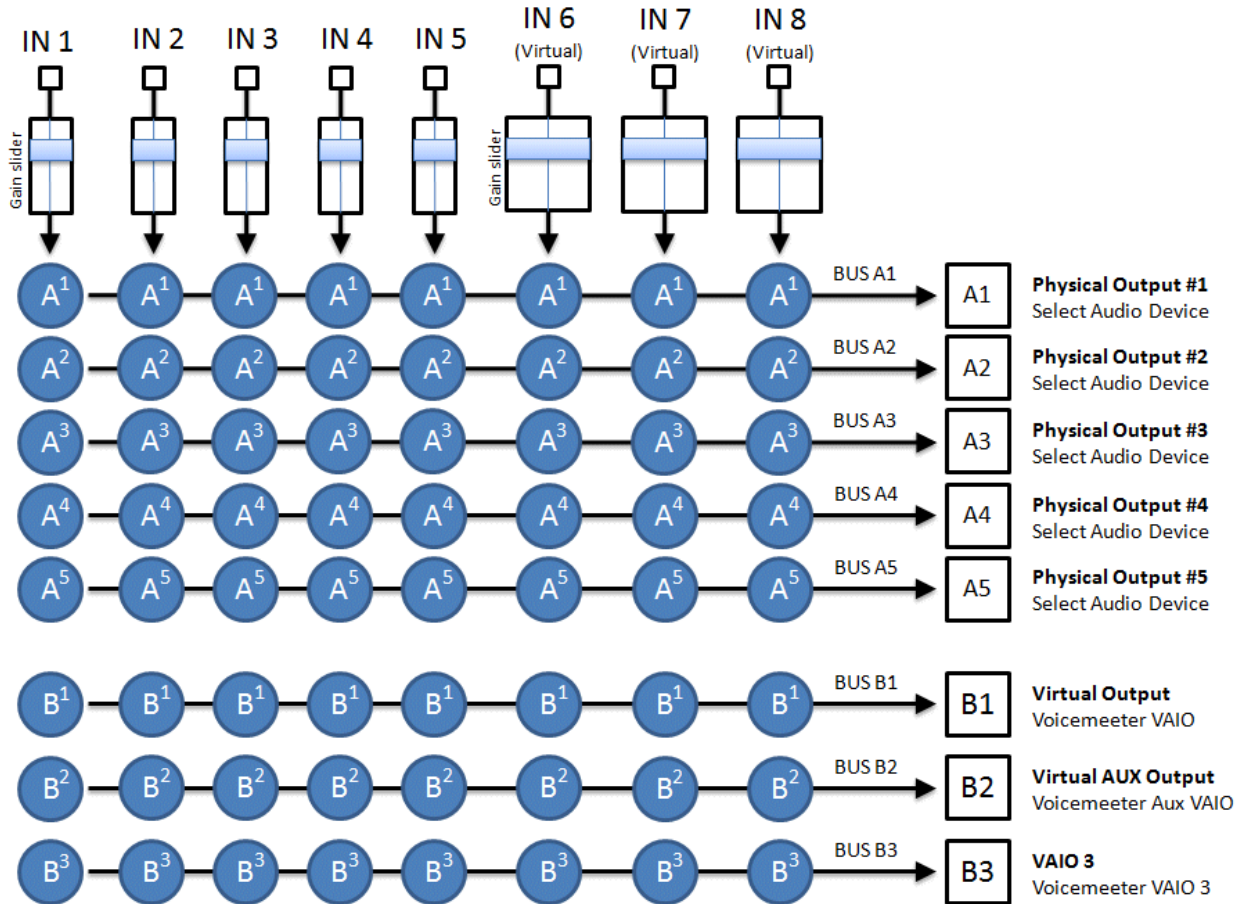 IN 1
IN 2
IN 3
IN 4
IN 5
IN 6
(Virtual)
IN 7
(Virtual)
IN 8
(Virtual)
Gain slider
Gain slider
A1 A1 A1 A1 A1 A1 A1 A1 BUS A1 A1
Physical Output #1
Select Audio Device
A2 A2 A2 A2 A2 A2 A2 A2 BUS A2 A2
Physical Output #2
Select Audio Device
A3 A3 A3 A3 A3 A3 A3 A3 BUS A3 A3
Physical Output #3
Select Audio Device
A4 A4 A4 A4 A4 A4 A4 A4 BUS A4 A4
Physical Output #4
Select Audio Device
A5 A5 A5 A5 A5 A5 A5 A5 BUS A5 A5
Physical Output #5
Select Audio Device
B1 B1 B1 B1 B1 B1 B1 B1 BUS B1 B1
Virtual Output
Voicemeeter VAIO
B2 B2 B2 B2 B2 B2 B2 B2 BUS B2 B2
Virtual AUX Output
Voicemeeter Aux VAIO
B3 B3 B3 B3 B3 B3 B3 B3 BUS B3 B3
VAIO 3
Voicemeeter VAIO 3